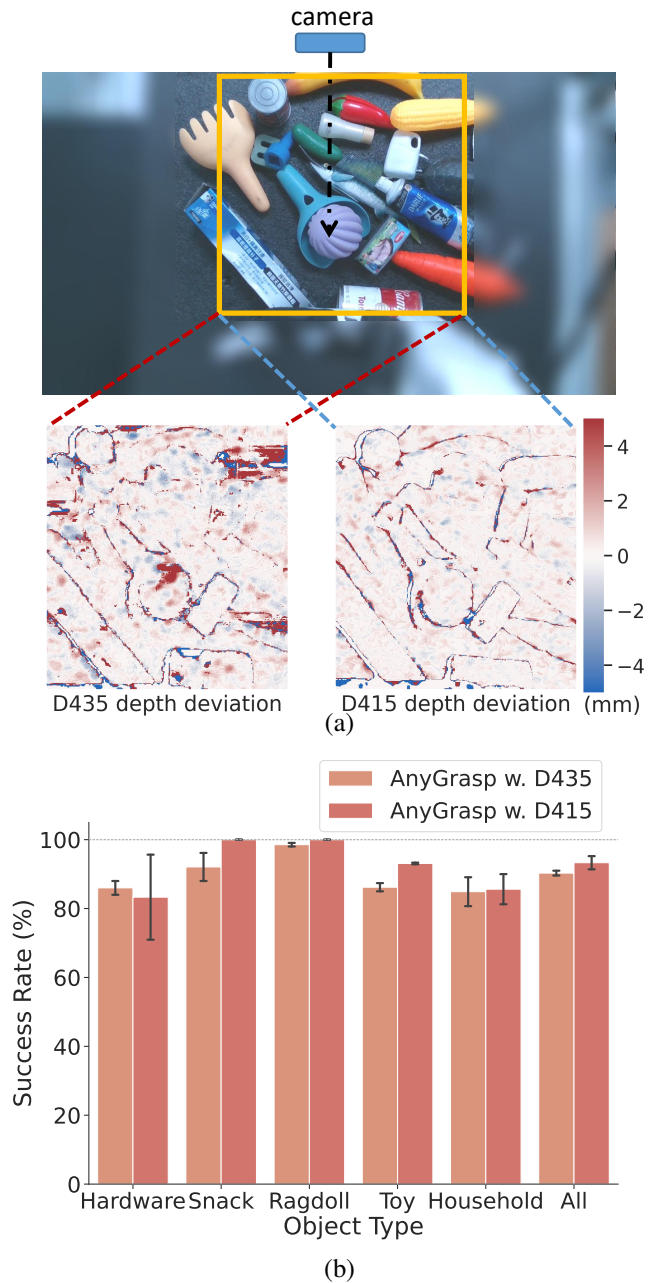 camera
DARLIE
4
2
0
−2
−4
(mm)
D435 depth deviation
D415 depth deviation
(a)
AnyGrasp w. D435
AnyGrasp w. D415
Success Rate (%)
100
80
60
40
20
0
Hardware Snack Ragdoll Toy Household All
Object Type
(b)